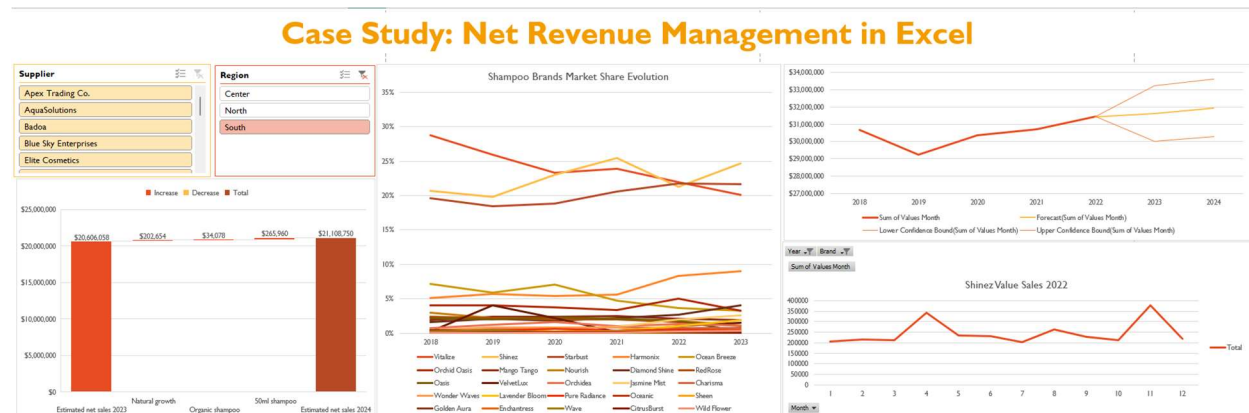 Case Study: Net Revenue Management in Excel
Supplier
Apex Trading Co.
AquaSolutions
Badoa
Blue Sky Enterprises
Elite Cosmetics
Region
Center
North
South
Increase Decrease Total
$25,000,000
$20,000,000
$15,000,000
$10,000,000
$5,000,000
$0
$20,606,058 $202,654 $34,078 $265,960 $21,108,750
Estimated net sales 2023 Natural growth Organic shampoo 50ml shampoo Estimated net sales 2024
Shampoo Brands Market Share Evolution
35%
30%
25%
20%
15%
10%
5%
0%
2018 2019 2020 2021 2022 2023
Vitalize Shinez Starbust Harmonix Ocean Breeze
Orchid Oasis Mango Tango Nourish Diamond Shine RedRose
Oasis VelvetLux Orchidea Jasmine Mist Charisma
Wonder Waves Lavender Bloom Pure Radiance Oceanic Sheen
Golden Aura Enchantress Wave CitrusBurst Wild Flower
$34,000,000
$33,000,000
$32,000,000
$31,000,000
$30,000,000
$29,000,000
$28,000,000
$27,000,000
2018 2019 2020 2021 2022 2023 2024
Sum of Values Month Forecast(Sum of Values Month)
Lower Confidence Bound(Sum of Values Month) Upper Confidence Bound(Sum of Values Month)
Year Brand
Sum of Values Month
Shinez Value Sales 2022
400000
350000
300000
250000
200000
150000
100000
50000
0
1 2 3 4 5 6 7 8 9 10 11 12
Total
Month